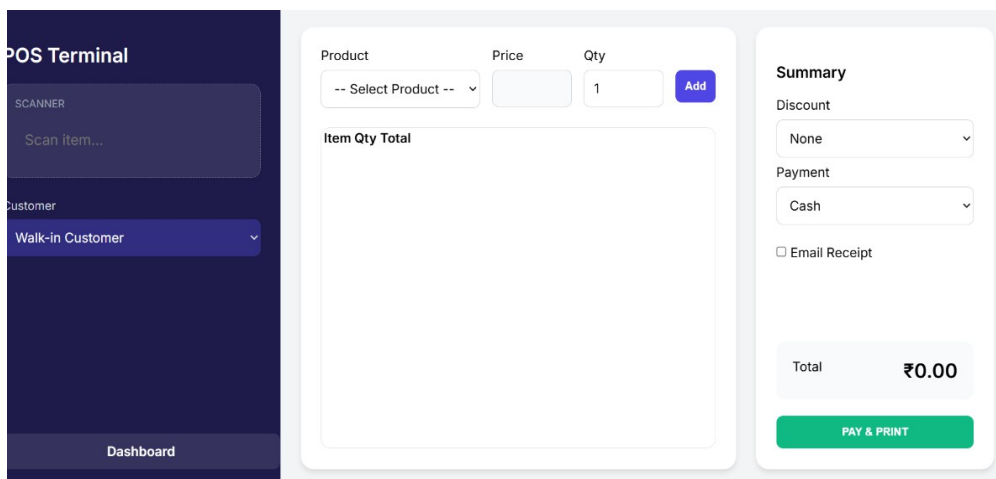 POS Terminal
SCANNER
Scan item...
Customer
Walk-in Customer
Dashboard
Product Price Qty
-- Select Product -- 1 Add
Item Qty Total
Summary
Discount
None
Payment
Cash
Email Receipt
Total ₹0.00
PAY & PRINT